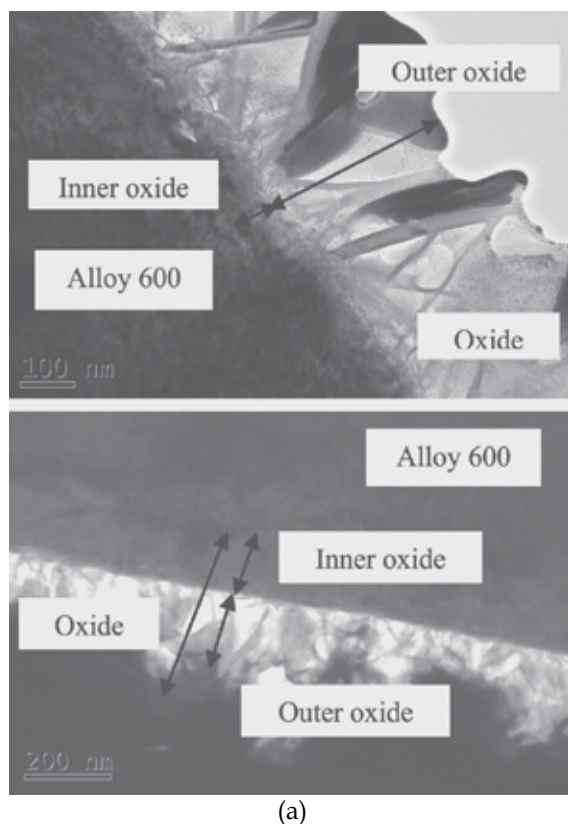 Outer oxide
Inner oxide
Alloy 600
Oxide
100 nm
Alloy 600
Inner oxide
Oxide
Outer oxide
200 nm
(a)